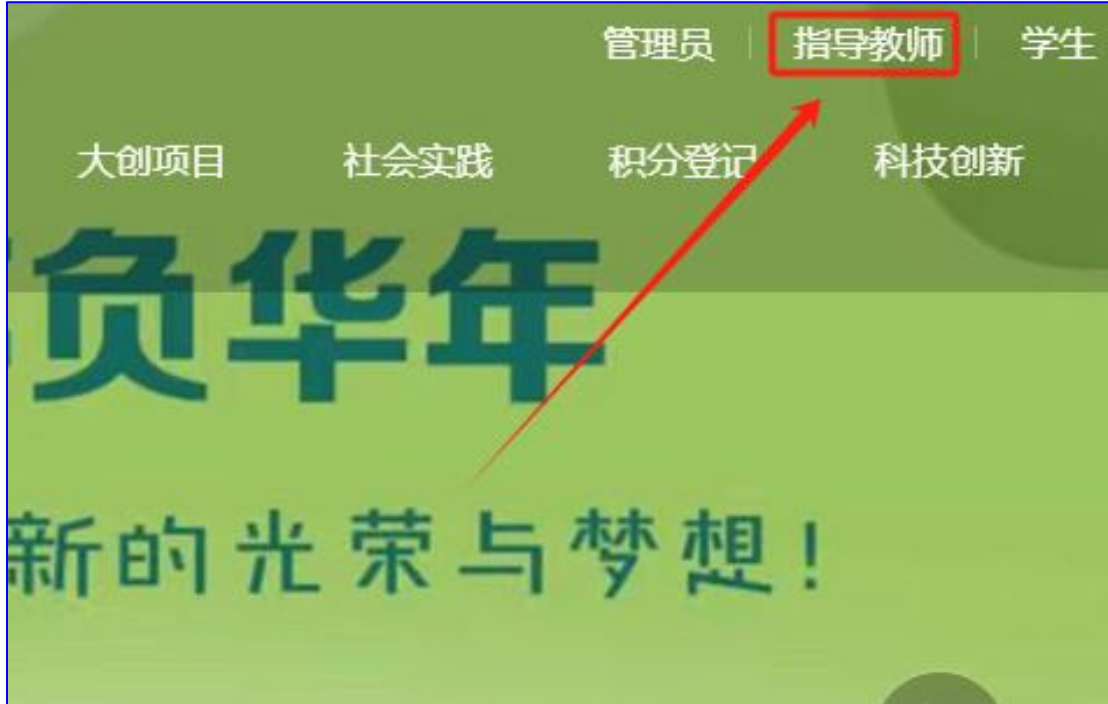 管理员 | 指导教师 | 学生
大创项目 社会实践 积分登记 科技创新
负华年
新的光荣与梦想！